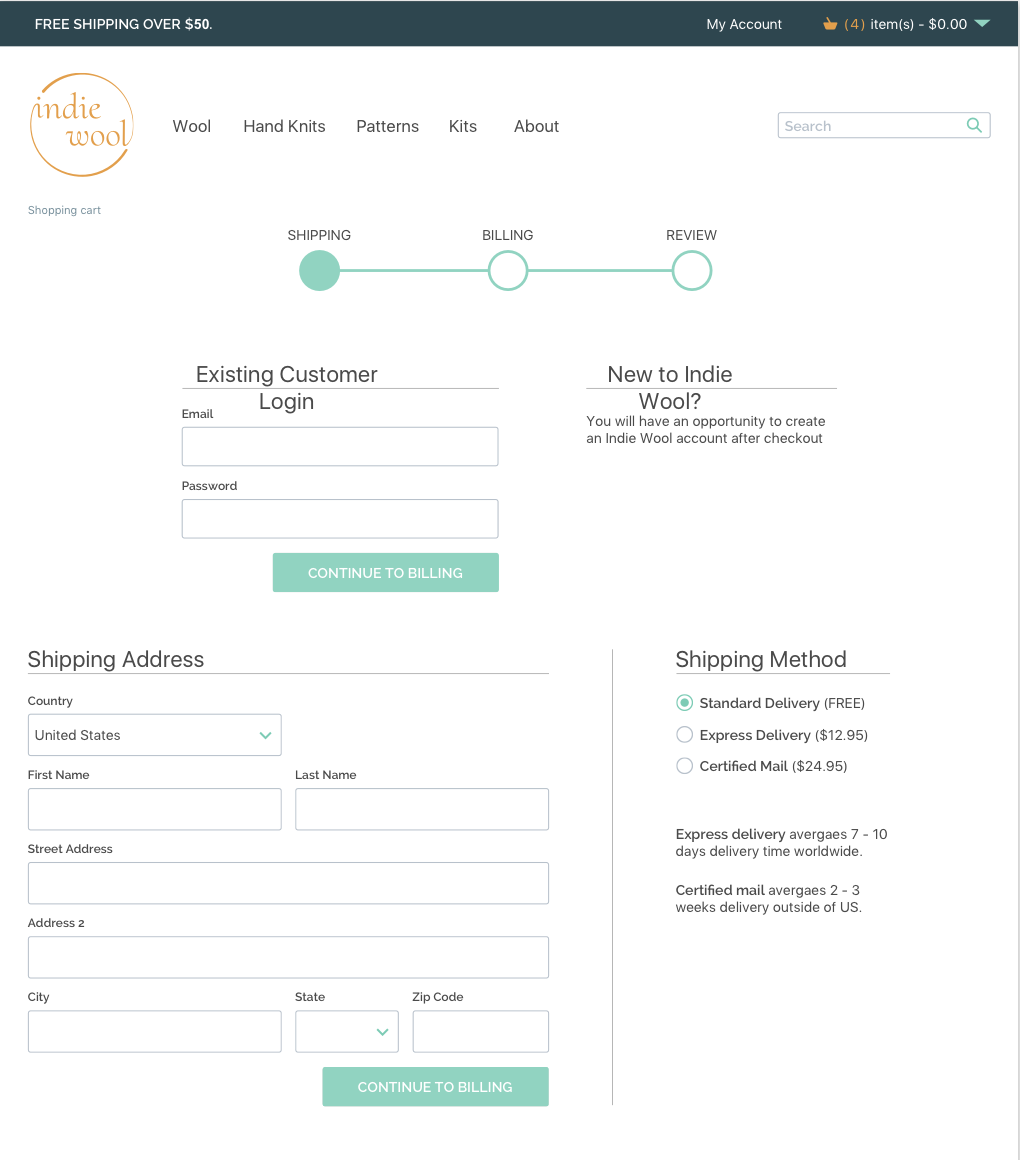 FREE SHIPPING OVER $50.
My Account
(4) item(s) - $0.00
indie
wool
Wool
Hand Knits
Patterns
Kits
About
Search
Shopping cart
SHIPPING
BILLING
REVIEW
Existing Customer
Login
Email
Password
CONTINUE TO BILLING
New to Indie
Wool?
You will have an opportunity to create
an Indie Wool account after checkout
Shipping Address
Country
United States
First Name
Last Name
Street Address
Address 2
City
State
Zip Code
CONTINUE TO BILLING
Shipping Method
Standard Delivery (FREE)
Express Delivery ($12.95)
Certified Mail ($24.95)
Express delivery avergaes 7 - 10
days delivery time worldwide.
Certified mail avergaes 2 - 3
weeks delivery outside of US.